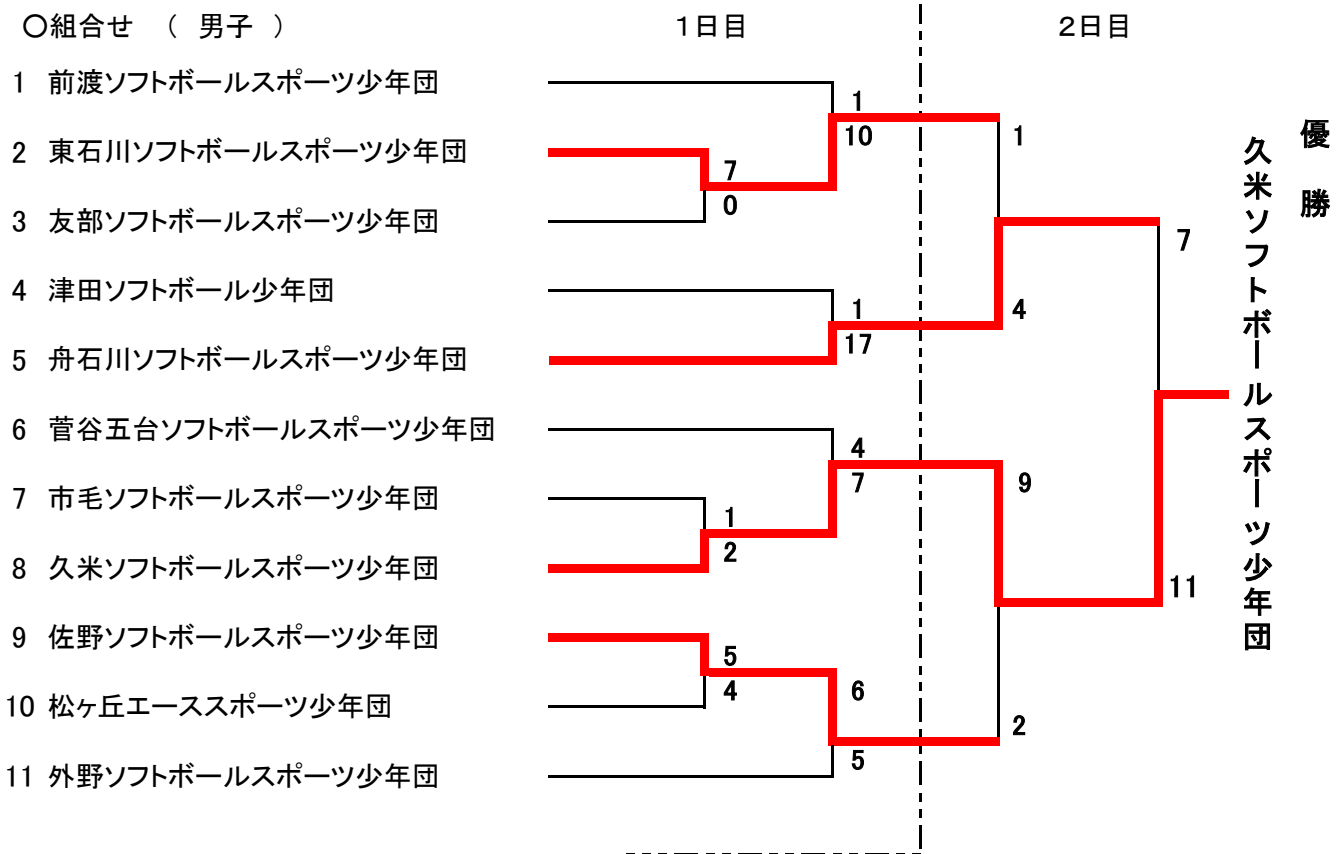 ○組合せ （ 男子 ）
1日目
2日目
1 前渡ソフトボールスポーツ少年団
2 東石川ソフトボールスポーツ少年団
3 友部ソフトボールスポーツ少年団
4 津田ソフトボール少年団
5 舟石川ソフトボールスポーツ少年団
6 菅谷五台ソフトボールスポーツ少年団
7 市毛ソフトボールスポーツ少年団
8 久米ソフトボールスポーツ少年団
9 佐野ソフトボールスポーツ少年団
10 松ヶ丘エーススポーツ少年団
11 外野ソフトボールスポーツ少年団
7
0
1
2
5
4
1
10
1
17
4
7
6
5
1
4
9
2
7
11
優勝
久米ソフトボールスポーツ少年団